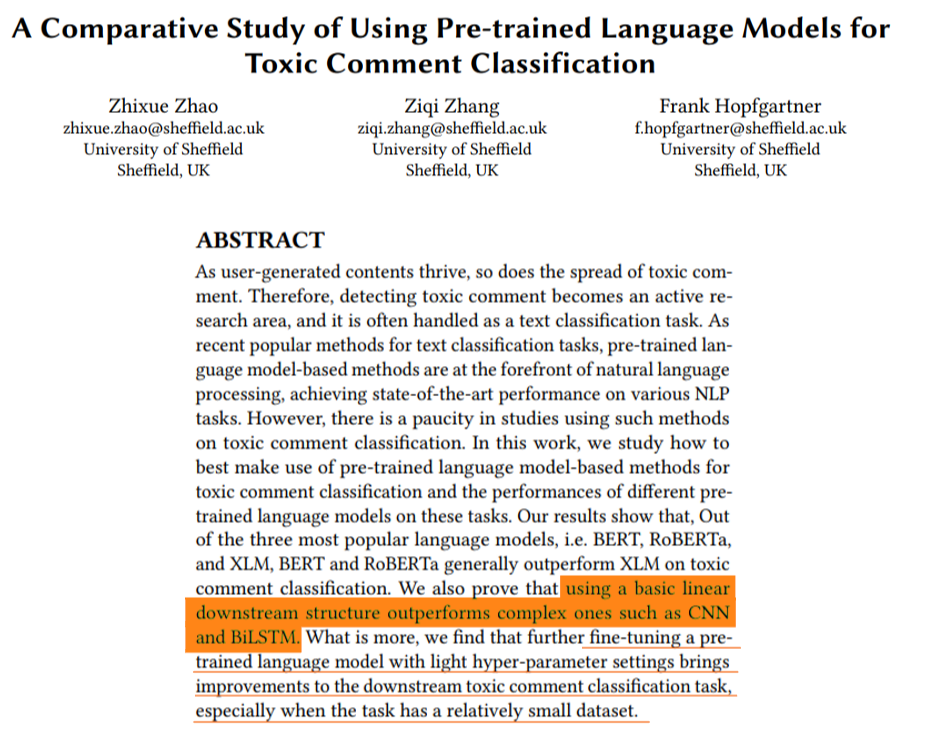 A Comparative Study of Using Pre-trained Language Models for
Toxic Comment Classification
Zhixue Zhao
zhixue.zhao@sheffield.ac.uk
University of Sheffield
Sheffield, UK
Ziqi Zhang
ziqi.zhang@sheffield.ac.uk
University of Sheffield
Sheffield, UK
Frank Hopfgartner
f.hopfgartner@sheffield.ac.uk
University of Sheffield
Sheffield, UK
ABSTRACT
As user-generated contents thrive, so does the spread of toxic com-
ment. Therefore, detecting toxic comment becomes an active re-
search area, and it is often handled as a text classification task. As
recent popular methods for text classification tasks, pre-trained lan-
guage model-based methods are at the forefront of natural language
processing, achieving state-of-the-art performance on various NLP
tasks. However, there is a paucity in studies using such methods
on toxic comment classification. In this work, we study how to
best make use of pre-trained language model-based methods for
toxic comment classification and the performances of different pre-
trained language models on these tasks. Our results show that, Out
of the three most popular language models, i.e. BERT, RoBERTa,
and XLM, BERT and RoBERTa generally outperform XLM on toxic
comment classification. We also prove that using a basic linear
downstream structure outperforms complex ones such as CNN
and BiLSTM. What is more, we find that further fine-tuning a pre-
trained language model with light hyper-parameter settings brings
improvements to the downstream toxic comment classification task,
especially when the task has a relatively small dataset.